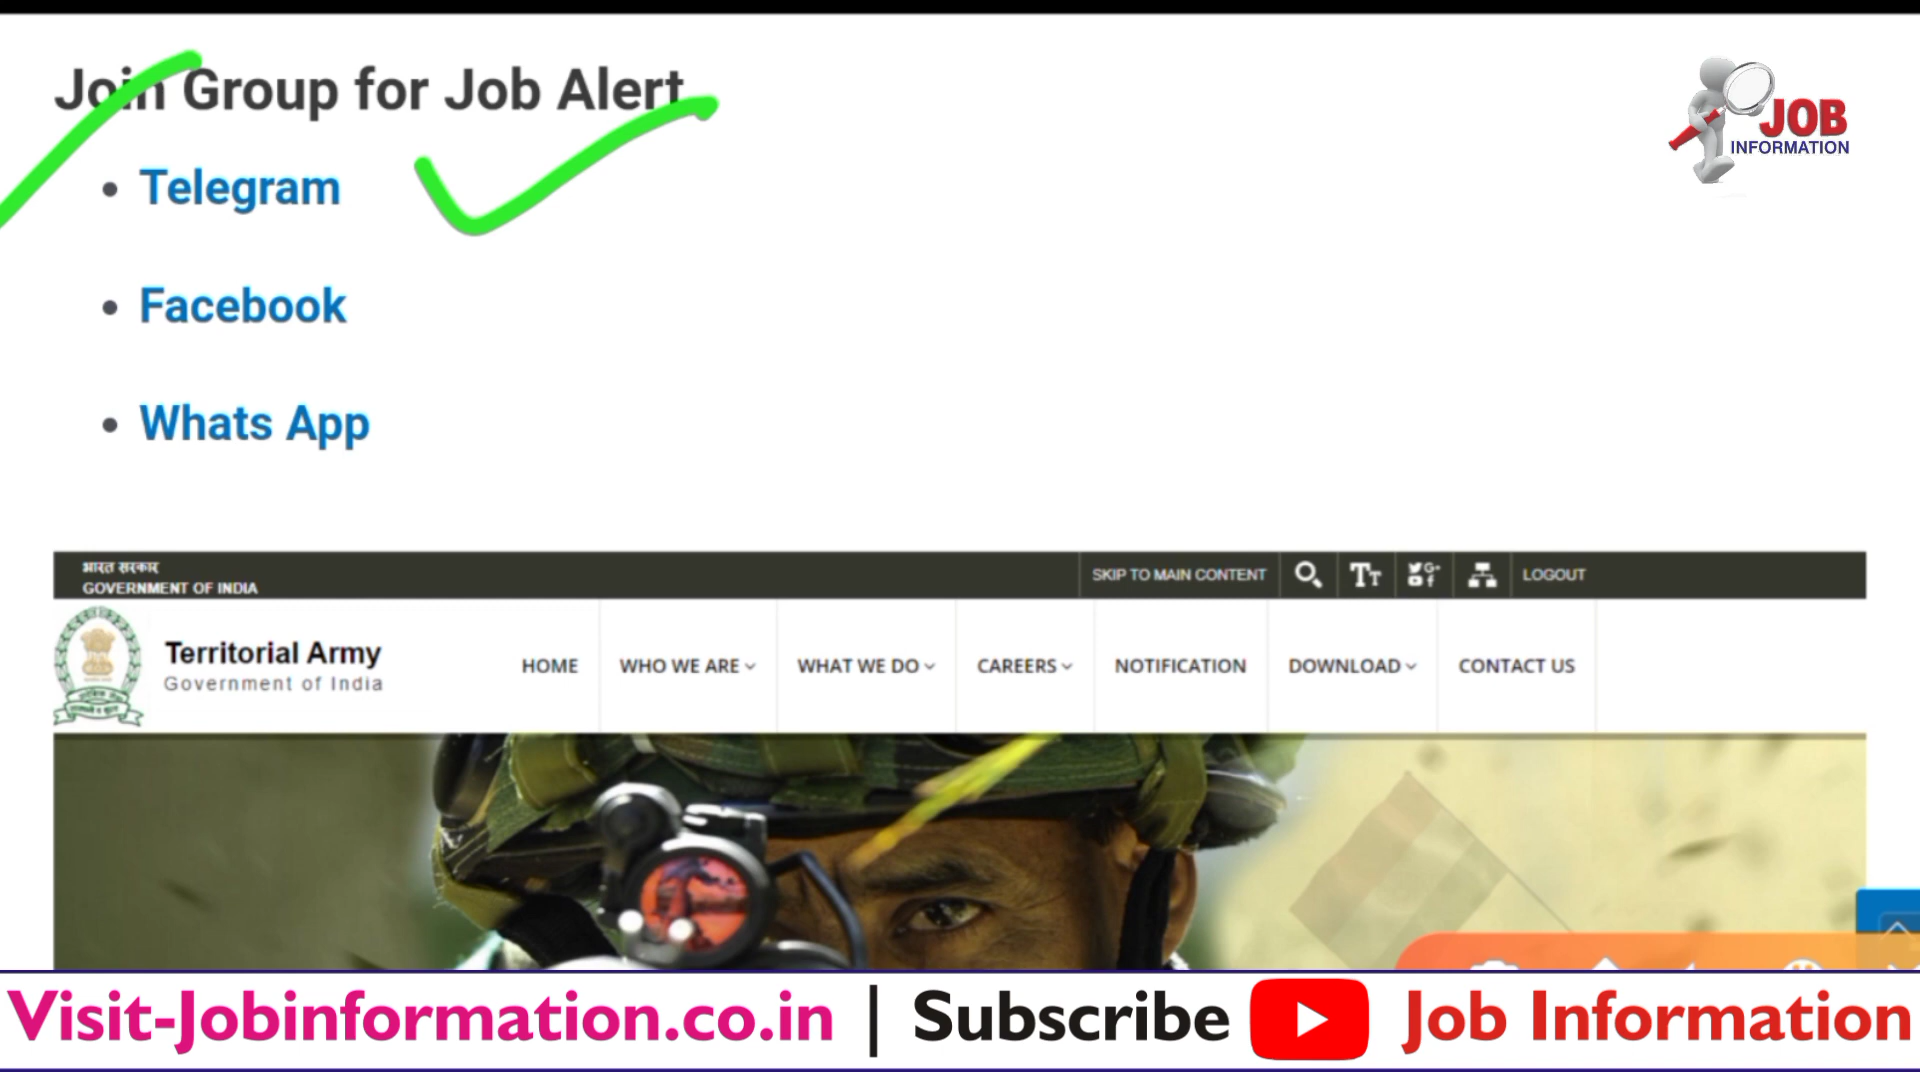 Join Group for Job Alert
JOB
INFORMATION
Telegram
Facebook
Whats App
भारत सरकार
GOVERNMENT OF INDIA
SKIP TO MAIN CONTENT
LOGOUT
Territorial Army
Government of India
HOME
WHO WE ARE
WHAT WE DO
CAREERS
NOTIFICATION
DOWNLOAD
CONTACT US
Visit-Jobinformation.co.in | Subscribe Job Information